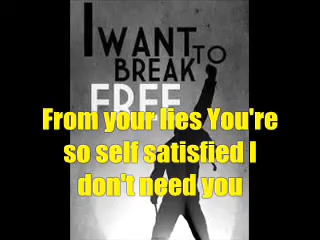 I WANT
TO
BREAK
FREE
From your lies You're
so self satisfied I
don't need you